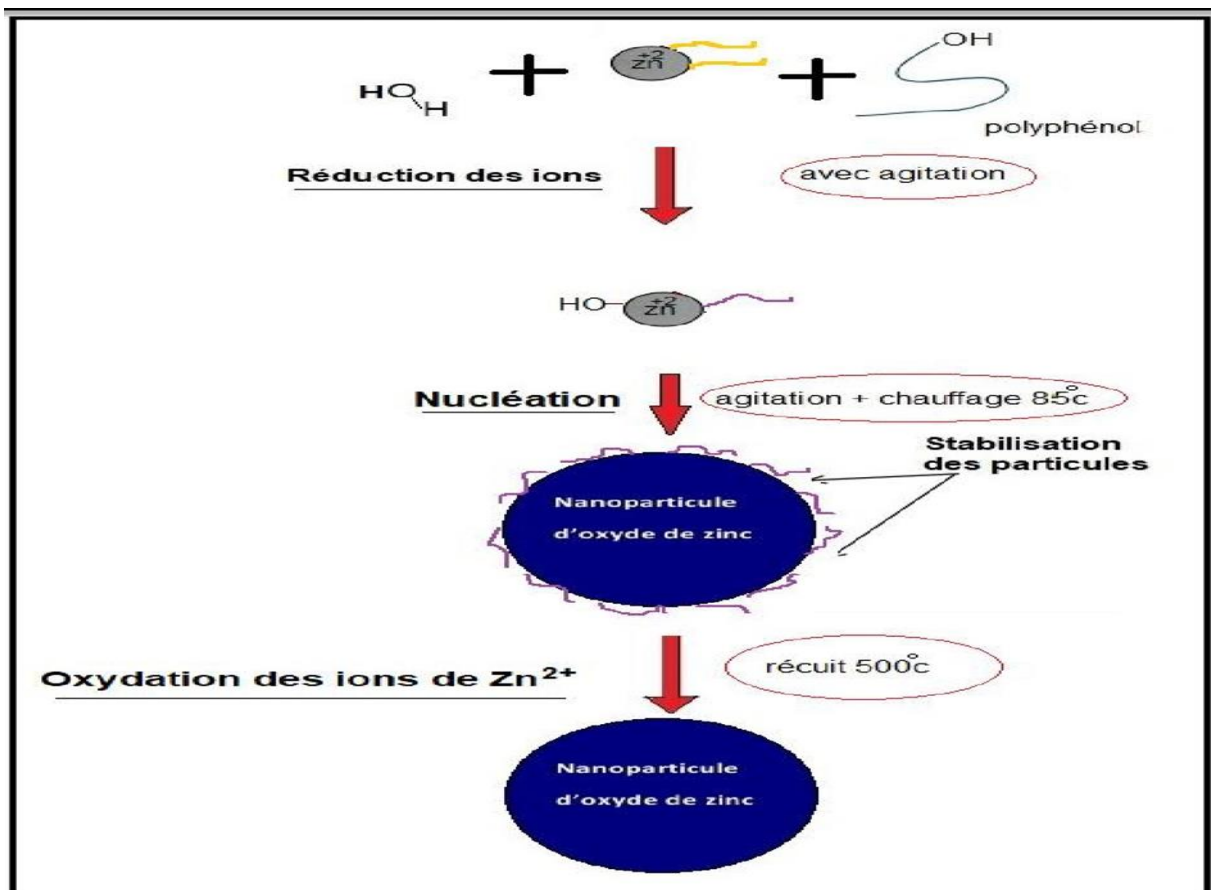 OH
+2
zn
HO
H
polyphénol
Réduction des ions
avec agitation
HO
+2
zn
Nucléation
agitation + chauffage 85°c
Stabilisation
des particules
Nanoparticule
d'oxyde de zinc
Oxydation des ions de Zn²⁺
récuit 500°c
Nanoparticule
d'oxyde de zinc